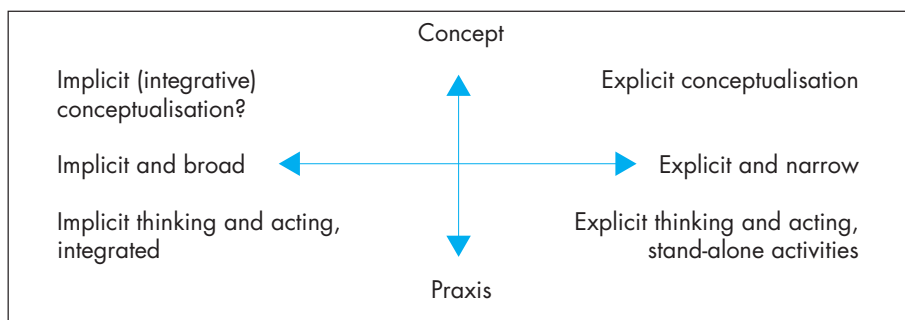 Concept
Implicit (integrative)
conceptualisation?
Explicit conceptualisation
Implicit and broad
Explicit and narrow
Implicit thinking and acting,
integrated
Explicit thinking and acting,
stand-alone activities
Praxis